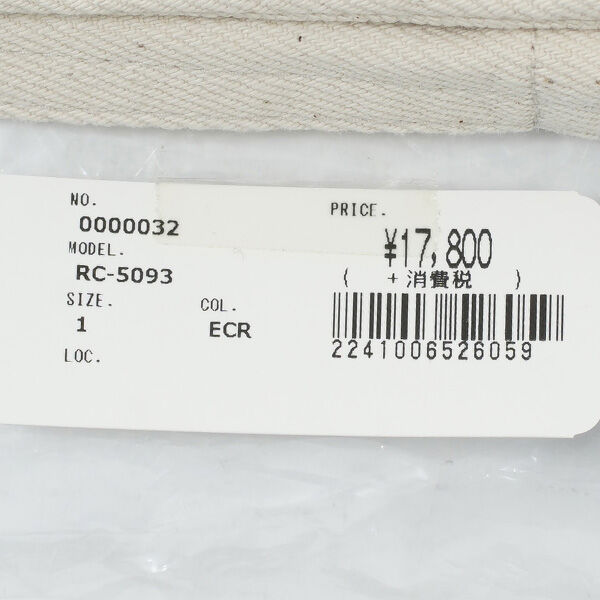 NO.
0000032
MODEL.
RC-5093
SIZE.
1
COL.
ECR
LOC.
PRICE.
¥17,800
( +消費税 )
2241006526059